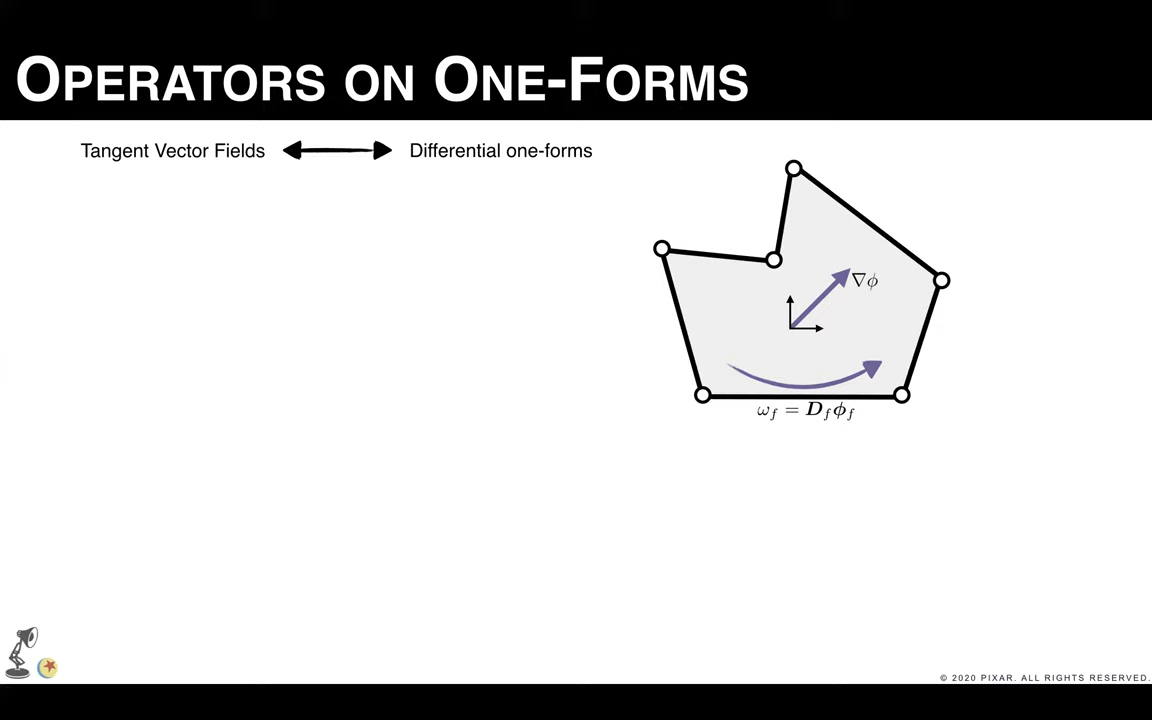 OPERATORS ON ONE-FORMS
Tangent Vector Fields
Differential one-forms
∇ϕ
ω_f = D_f ϕ_f
© 2020 PIXAR. ALL RIGHTS RESERVED.